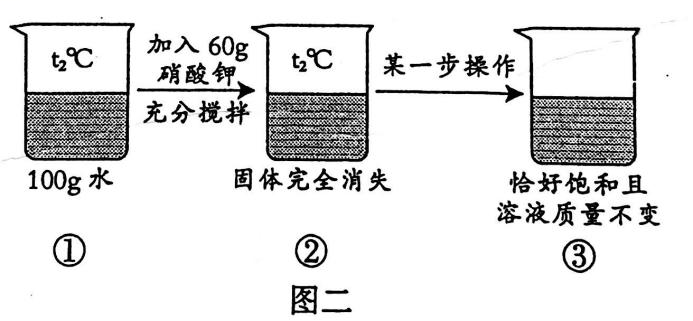 t₂℃
加入 60g
硝酸钾
充分搅拌
t₂℃
某一步操作
100g 水
固体完全消失
恰好饱和且
溶液质量不变
①
②
③
图二